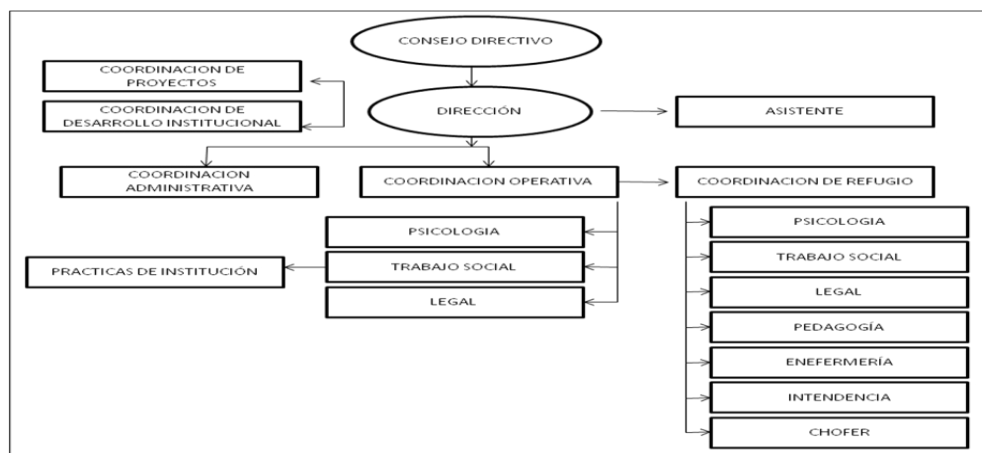 CONSEJO DIRECTIVO
COORDINACION DE
PROYECTOS
COORDINACION DE
DESARROLLO INSTITUCIONAL
DIRECCIÓN
ASISTENTE
COORDINACION
ADMINISTRATIVA
COORDINACION OPERATIVA
COORDINACION DE REFUGIO
PSICOLOGIA
TRABAJO SOCIAL
LEGAL
PRACTICAS DE INSTITUCIÓN
PSICOLOGIA
TRABAJO SOCIAL
LEGAL
PEDAGOGÍA
ENEFERMERÍA
INTENDENCIA
CHOFER